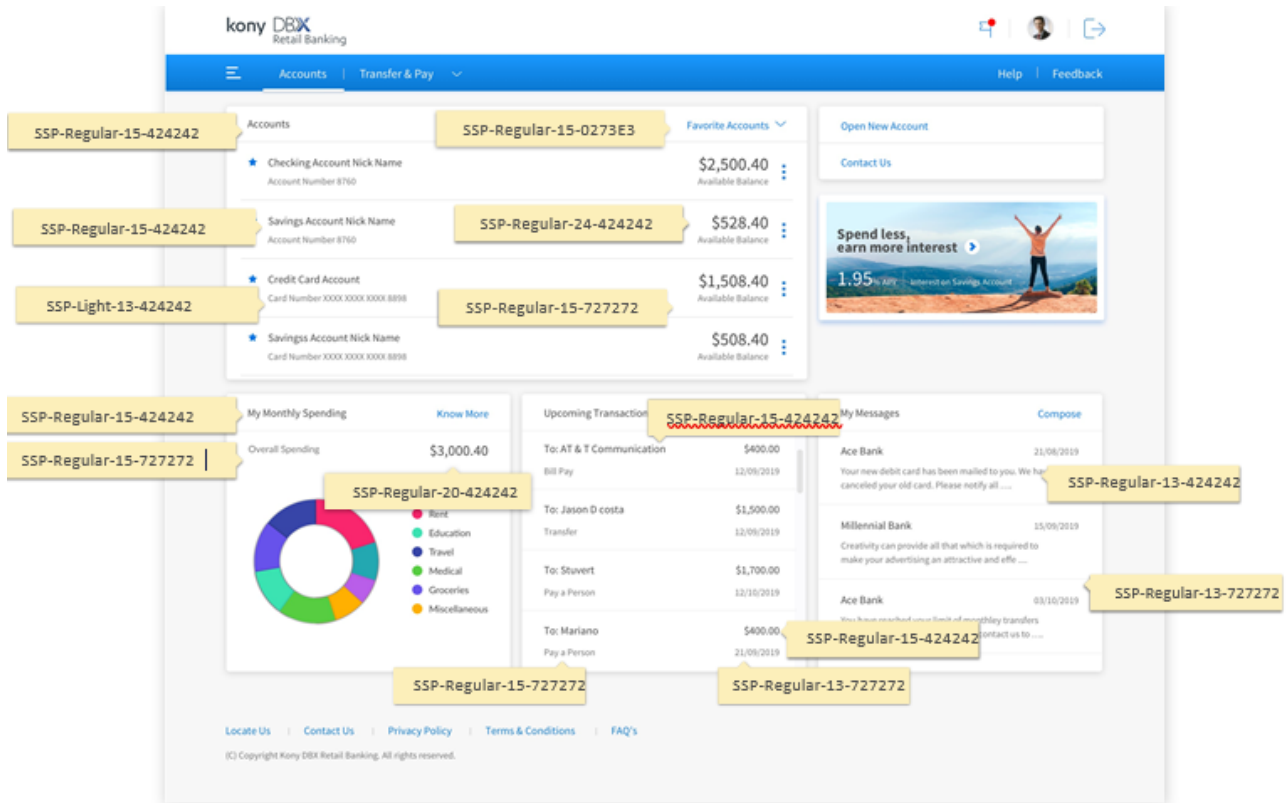 kony DBX
Retail Banking
Accounts | Transfer & Pay
Help | Feedback
SSP-Regular-15-424242
Accounts
SSP-Regular-15-0273E3
Favorite Accounts
Open New Account
Checking Account Nick Name
$2,500.40
Contact Us
Account Number 8760
Available Balance
SSP-Regular-15-424242
Savings Account Nick Name
SSP-Regular-24-424242
$528.40
Account Number 8760
Available Balance
Spend less,
earn more interest
Credit Card Account
$1,508.40
1.95% APY | Interest on Savings Account
SSP-Light-13-424242
Card Number XXXX XXXX XXXX 8898
SSP-Regular-15-727272
Available Balance
Savingss Account Nick Name
$508.40
Card Number XXXX XXXX XXXX 8898
Available Balance
SSP-Regular-15-424242
My Monthly Spending
Know More
Upcoming Transaction
SSP-Regular-15-424242
My Messages
Compose
SSP-Regular-15-727272
Overall Spending
$3,000.40
To: AT & T Communication
$400.00
Ace Bank
21/08/2019
Bill Pay
12/09/2019
Your new debit card has been mailed to you. We
canceled your old card. Please notify all .....
SSP-Regular-13-424242
SSP-Regular-20-424242
Rent
Education
Travel
Medical
Groceries
Miscellaneous
To: Jason D costa
$1,500.00
Transfer
12/09/2019
Millennial Bank
15/09/2019
Creativity can provide all that which is required to
make your advertising an attractive and effe .....
To: Stuvert
$1,700.00
Pay a Person
12/10/2019
Ace Bank
03/10/2019
SSP-Regular-13-727272
You have reached your limit of monthley transfers
contact us to .....
To: Mariano
$400.00
SSP-Regular-15-424242
Pay a Person
21/09/2019
SSP-Regular-15-727272
SSP-Regular-13-727272
Locate Us | Contact Us | Privacy Policy | Terms & Conditions | FAQ's
(C) Copyright Kony DBX Retail Banking. All rights reserved.